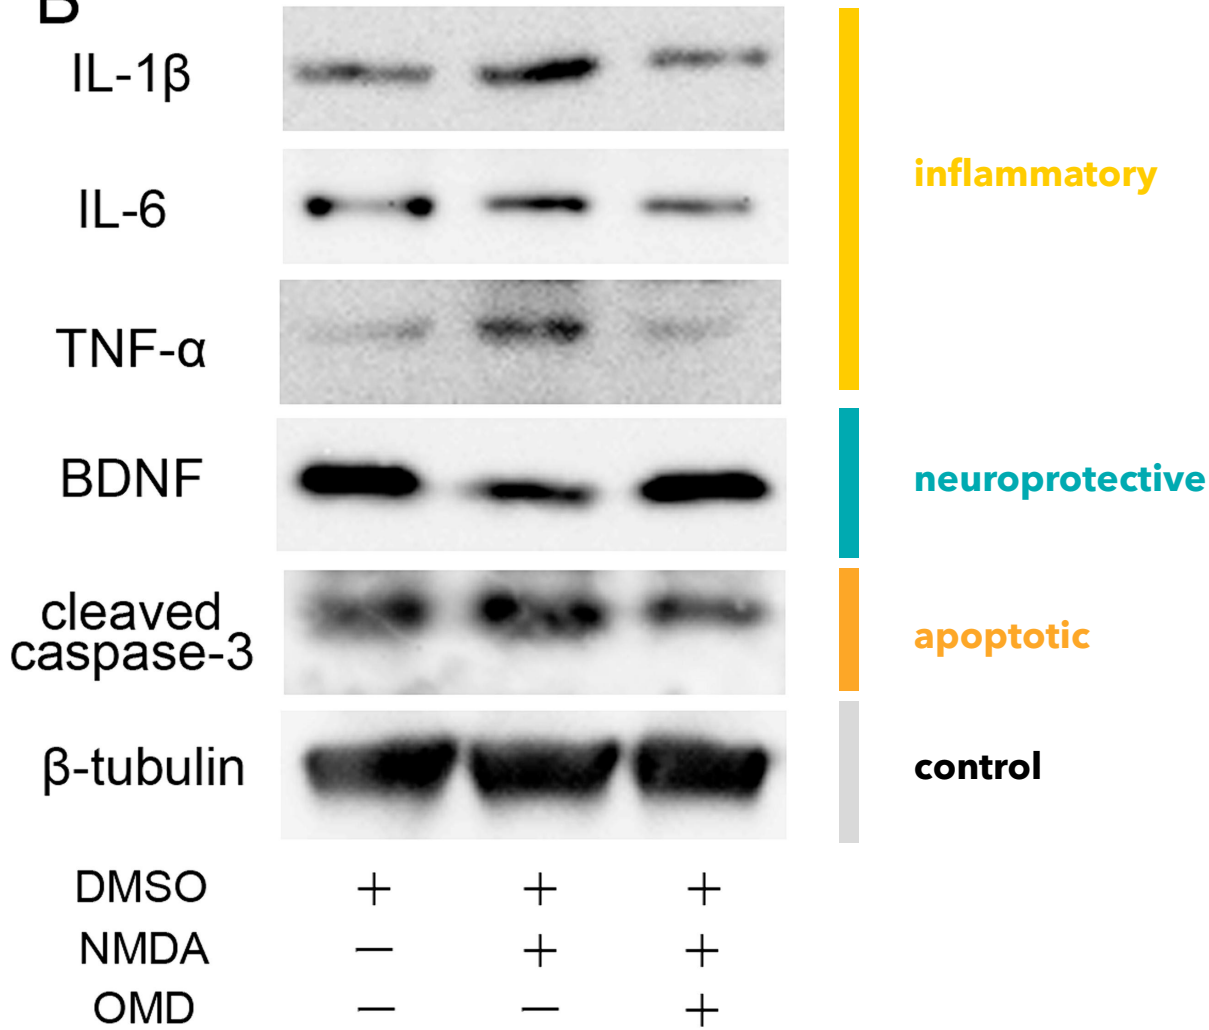 B
IL-1β
IL-6
inflammatory
TNF-α
BDNF
neuroprotective
cleaved
caspase-3
apoptotic
β-tubulin
control
DMSO + + +
NMDA — + +
OMD — — +